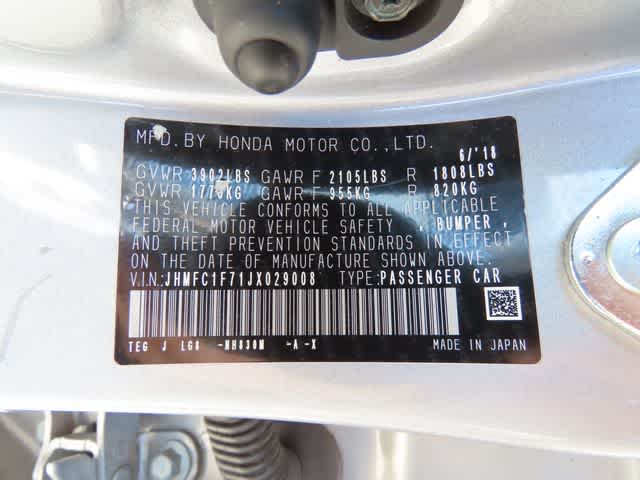 MFD.BY HONDA MOTOR CO.,LTD.
6/'18
GVWR 3902LBS GAWR F 2105LBS R 1808LBS
GVWR 1770KG GAWR F 955KG R 820KG
THIS VEHICLE CONFORMS TO ALL APPLICABLE
FEDERAL MOTOR VEHICLE SAFETY , BUMPER ,
AND THEFT PREVENTION STANDARDS IN EFFECT
ON THE DATE OF MANUFACTURE SHOWN ABOVE.
V.I.N:JHMFC1F71JX029008 TYPE:PASSENGER CAR
TEG J LG0 -NH830M -A -X MADE IN JAPAN